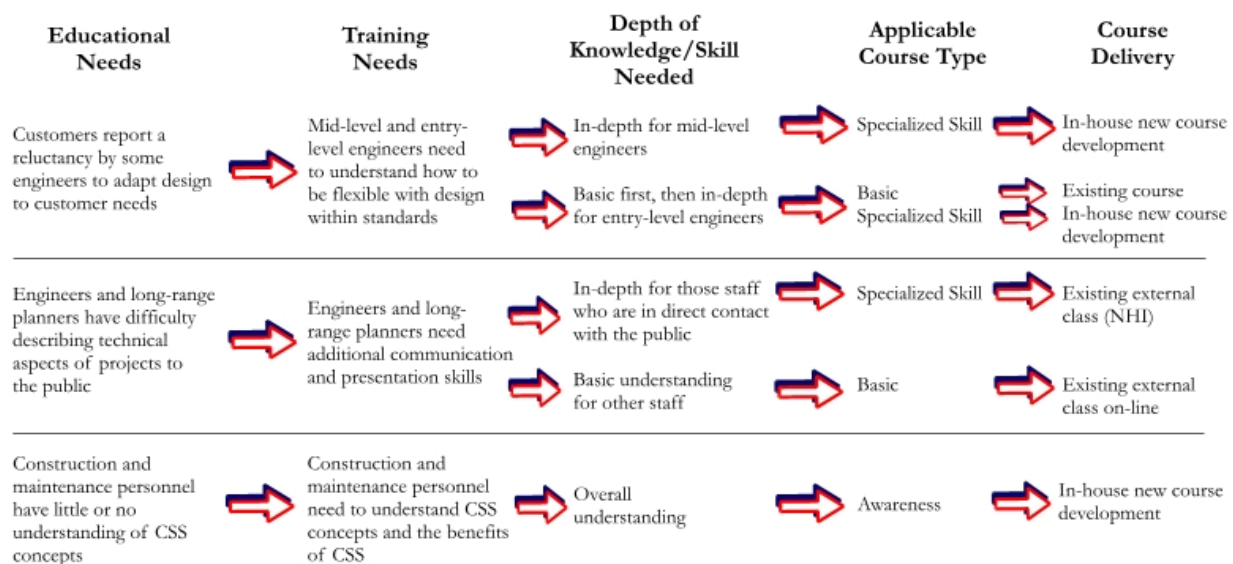 Educational
Needs
Training
Needs
Depth of
Knowledge/Skill
Needed
Applicable
Course Type
Course
Delivery
Customers report a
reluctancy by some
engineers to adapt design
to customer needs
Mid-level and entry-
level engineers need
to understand how to
be flexible with design
within standards
In-depth for mid-level
engineers
Specialized Skill
In-house new course
development
Basic first, then in-depth
for entry-level engineers
Basic
Specialized Skill
Existing course
In-house new course
development
Engineers and long-range
planners have difficulty
describing technical
aspects of projects to
the public
Engineers and long-
range planners need
additional communication
and presentation skills
In-depth for those staff
who are in direct contact
with the public
Specialized Skill
Existing external
class (NHI)
Basic understanding
for other staff
Basic
Existing external
class on-line
Construction and
maintenance personnel
have little or no
understanding of CSS
concepts
Construction and
maintenance personnel
need to understand CSS
concepts and the benefits
of CSS
Overall
understanding
Awareness
In-house new course
development